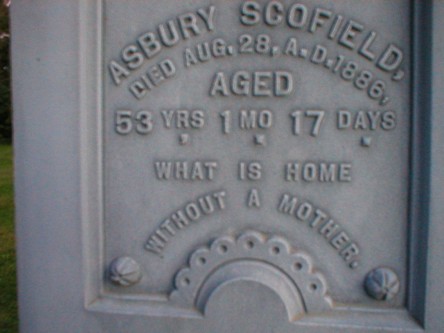 ASBURY SCOFIELD,
DIED AUG. 28, A.D. 1886,
AGED
53 YRS 1 MO 17 DAYS
WHAT IS HOME
WITHOUT A MOTHER.